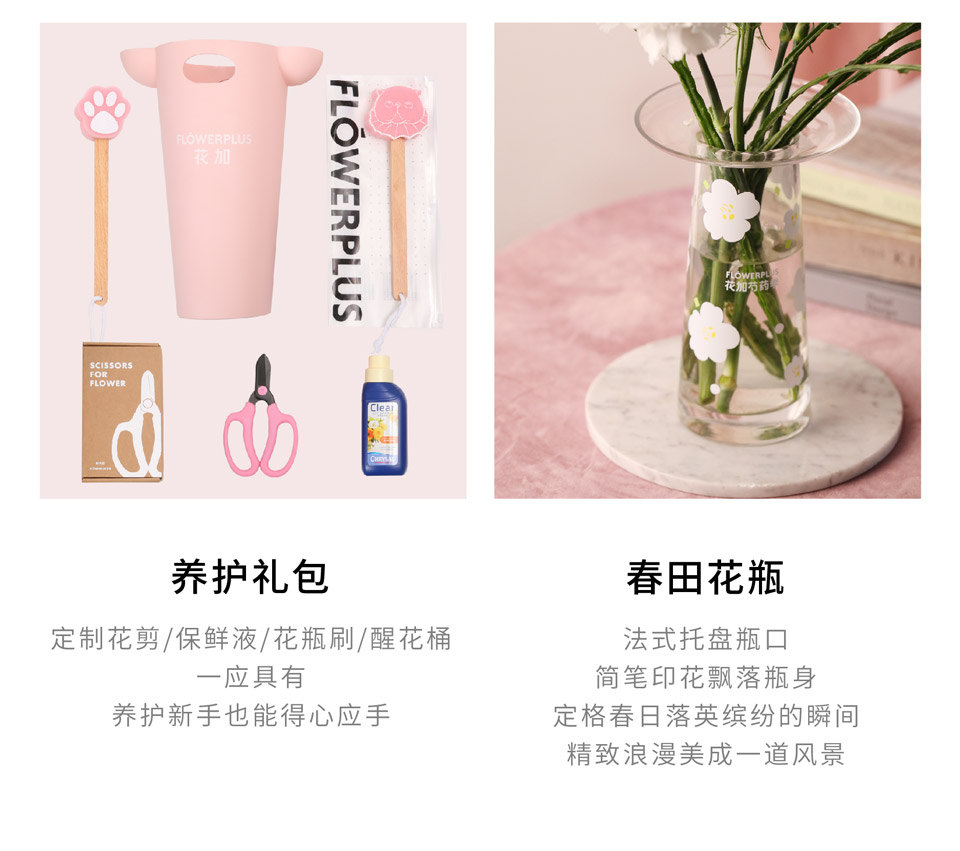 FLOWERPLUS
花加
FLOWERPLUS
SCISSORS
FOR
FLOWER
Clear
FLOWERPLUS
花加芍药季
养护礼包
定制花剪/保鲜液/花瓶刷/醒花桶
一应具有
养护新手也能得心应手
春田花瓶
法式托盘瓶口
简笔印花飘落瓶身
定格春日落英缤纷的瞬间
精致浪漫美成一道风景